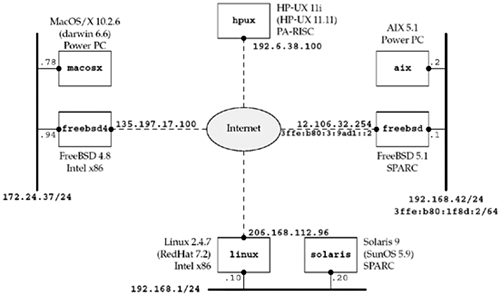 MacOS/X 10.2.6
(darwin 6.6)
Power PC
.78
macosx
.94
freebsd4
135.197.17.100
FreeBSD 4.8
Intel x86
172.24.37/24
HP-UX 11i
(HP-UX 11.11)
PA-RISC
hpux
192.6.38.100
Internet
AIX 5.1
Power PC
aix
.2
12.106.32.254
3ffe:b80:3:9ad1::2
freebsd
.1
FreeBSD 5.1
SPARC
192.168.42/24
3ffe:b80:1f8d:2/64
206.168.112.96
Linux 2.4.7
(RedHat 7.2)
Intel x86
linux
.10
solaris
.20
Solaris 9
(SunOS 5.9)
SPARC
192.168.1/24